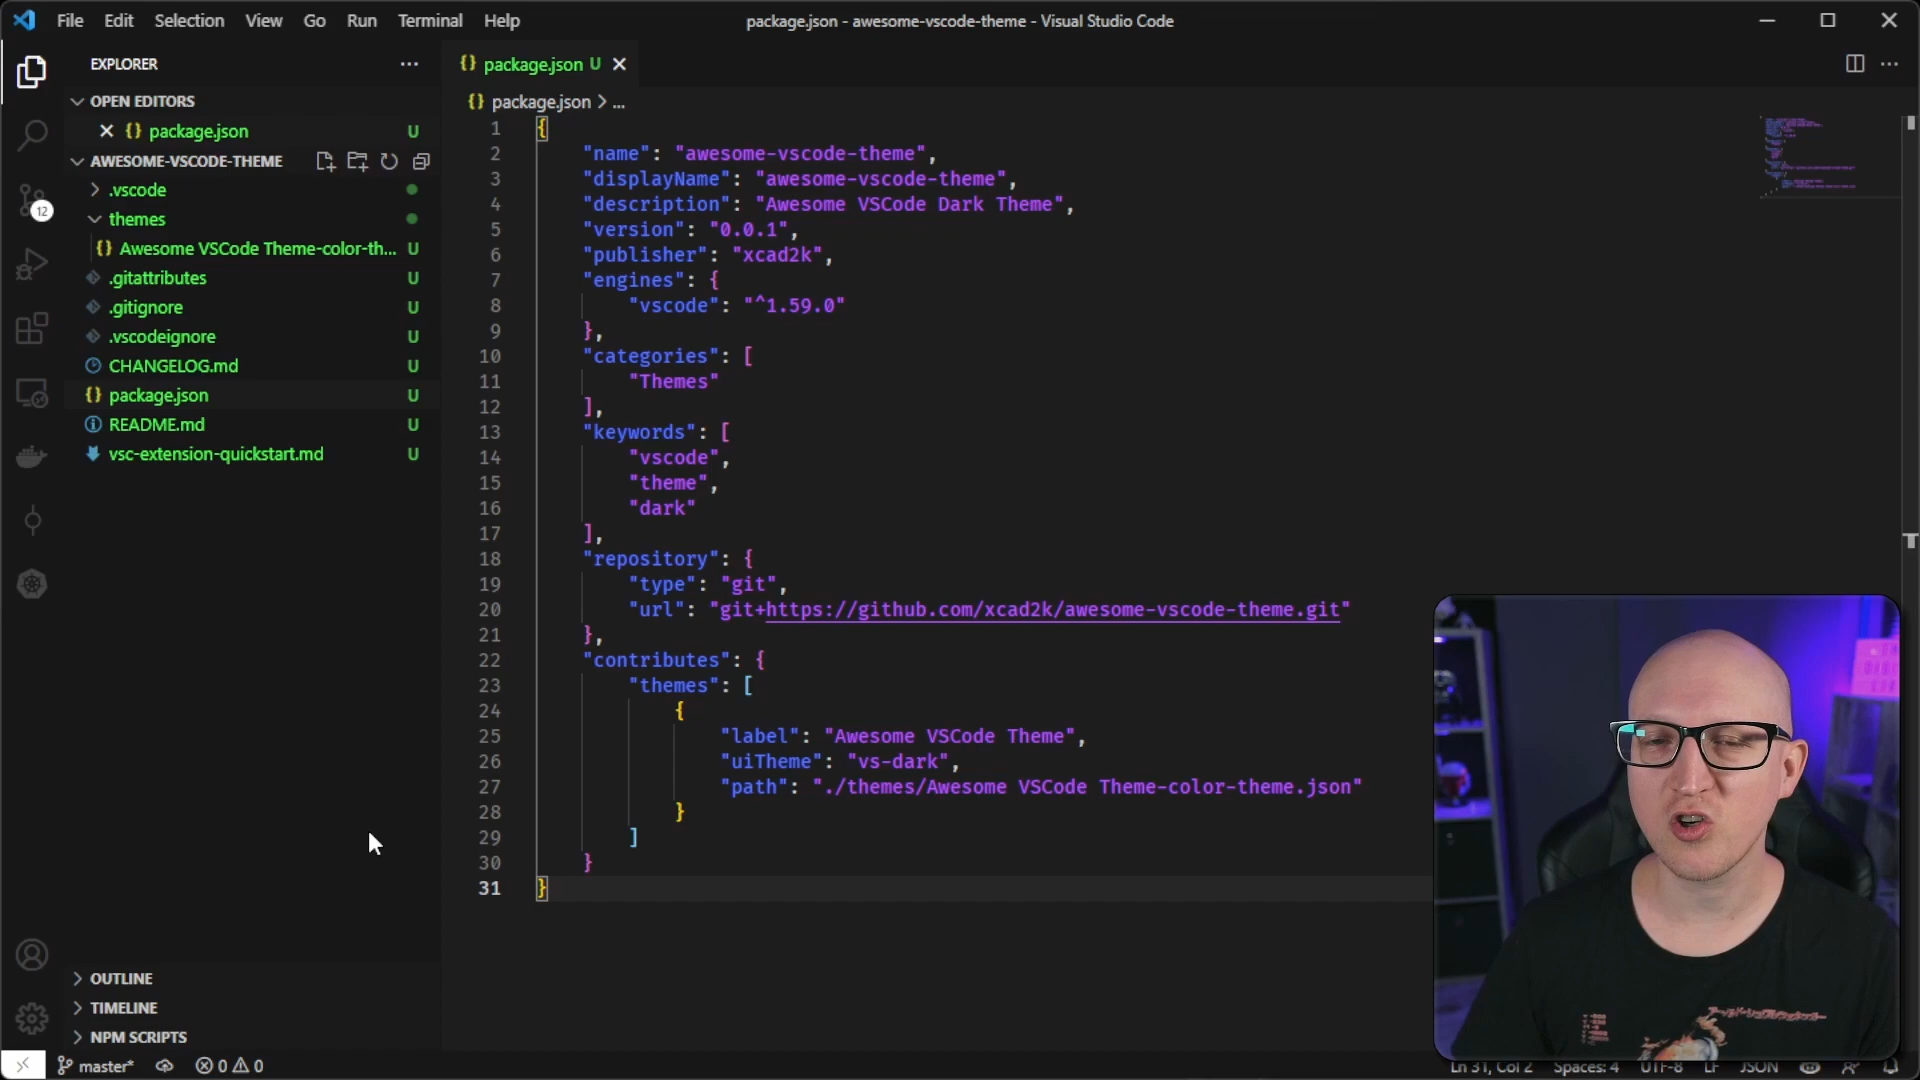 File Edit Selection View Go Run Terminal Help
package.json - awesome-vscode-theme - Visual Studio Code
EXPLORER
OPEN EDITORS
package.json U
AWESOME-VSCODE-THEME
.vscode
themes
Awesome VSCode Theme-color-th... U
.gitattributes U
.gitignore U
.vscodeignore U
CHANGELOG.md U
package.json U
README.md U
vsc-extension-quickstart.md U
12
OUTLINE
TIMELINE
NPM SCRIPTS
package.json U
package.json > ...
1 {
2 "name": "awesome-vscode-theme",
3 "displayName": "awesome-vscode-theme",
4 "description": "Awesome VSCode Dark Theme",
5 "version": "0.0.1",
6 "publisher": "xcad2k",
7 "engines": {
8 "vscode": "^1.59.0"
9 },
10 "categories": [
11 "Themes"
12 ],
13 "keywords": [
14 "vscode",
15 "theme",
16 "dark"
17 ],
18 "repository": {
19 "type": "git",
20 "url": "git+https://github.com/xcad2k/awesome-vscode-theme.git"
21 },
22 "contributes": {
23 "themes": [
24 {
25 "label": "Awesome VSCode Theme",
26 "uiTheme": "vs-dark",
27 "path": "./themes/Awesome VSCode Theme-color-theme.json"
28 }
29 ]
30 }
31 }
master* 0 0
Ln 31, Col 2 Spaces: 4 UTF-8 LF JSON